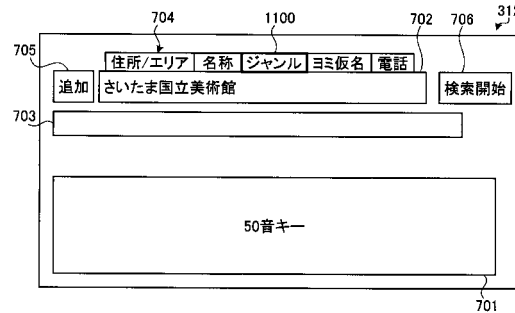 704 1100 702 706 312
705 住所/エリア 名称 ジャンル ヨミ仮名 電話
追加 さいたま国立美術館 検索開始
703
50音キー
701